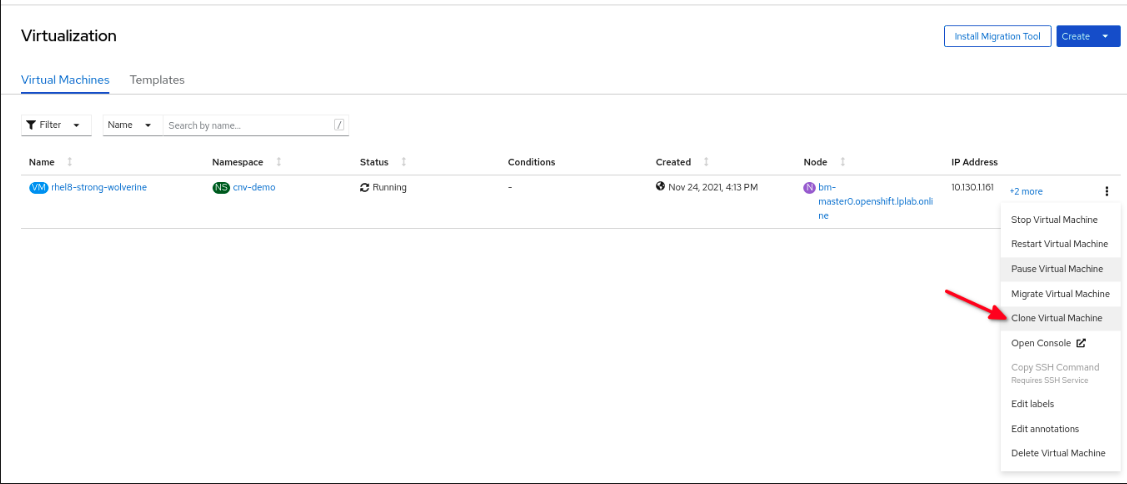 Virtualization
Install Migration Tool
Create
Virtual Machines
Templates
Filter
Name
Search by name...
/
Name
Namespace
Status
Conditions
Created
Node
IP Address
VM rhel8-strong-wolverine
NS cnv-demo
Running
-
Nov 24, 2021, 4:13 PM
N bm-
master0.openshift.lplab.onli
ne
10.130.1.161
+2 more
Stop Virtual Machine
Restart Virtual Machine
Pause Virtual Machine
Migrate Virtual Machine
Clone Virtual Machine
Open Console
Copy SSH Command
Requires SSH Service
Edit labels
Edit annotations
Delete Virtual Machine